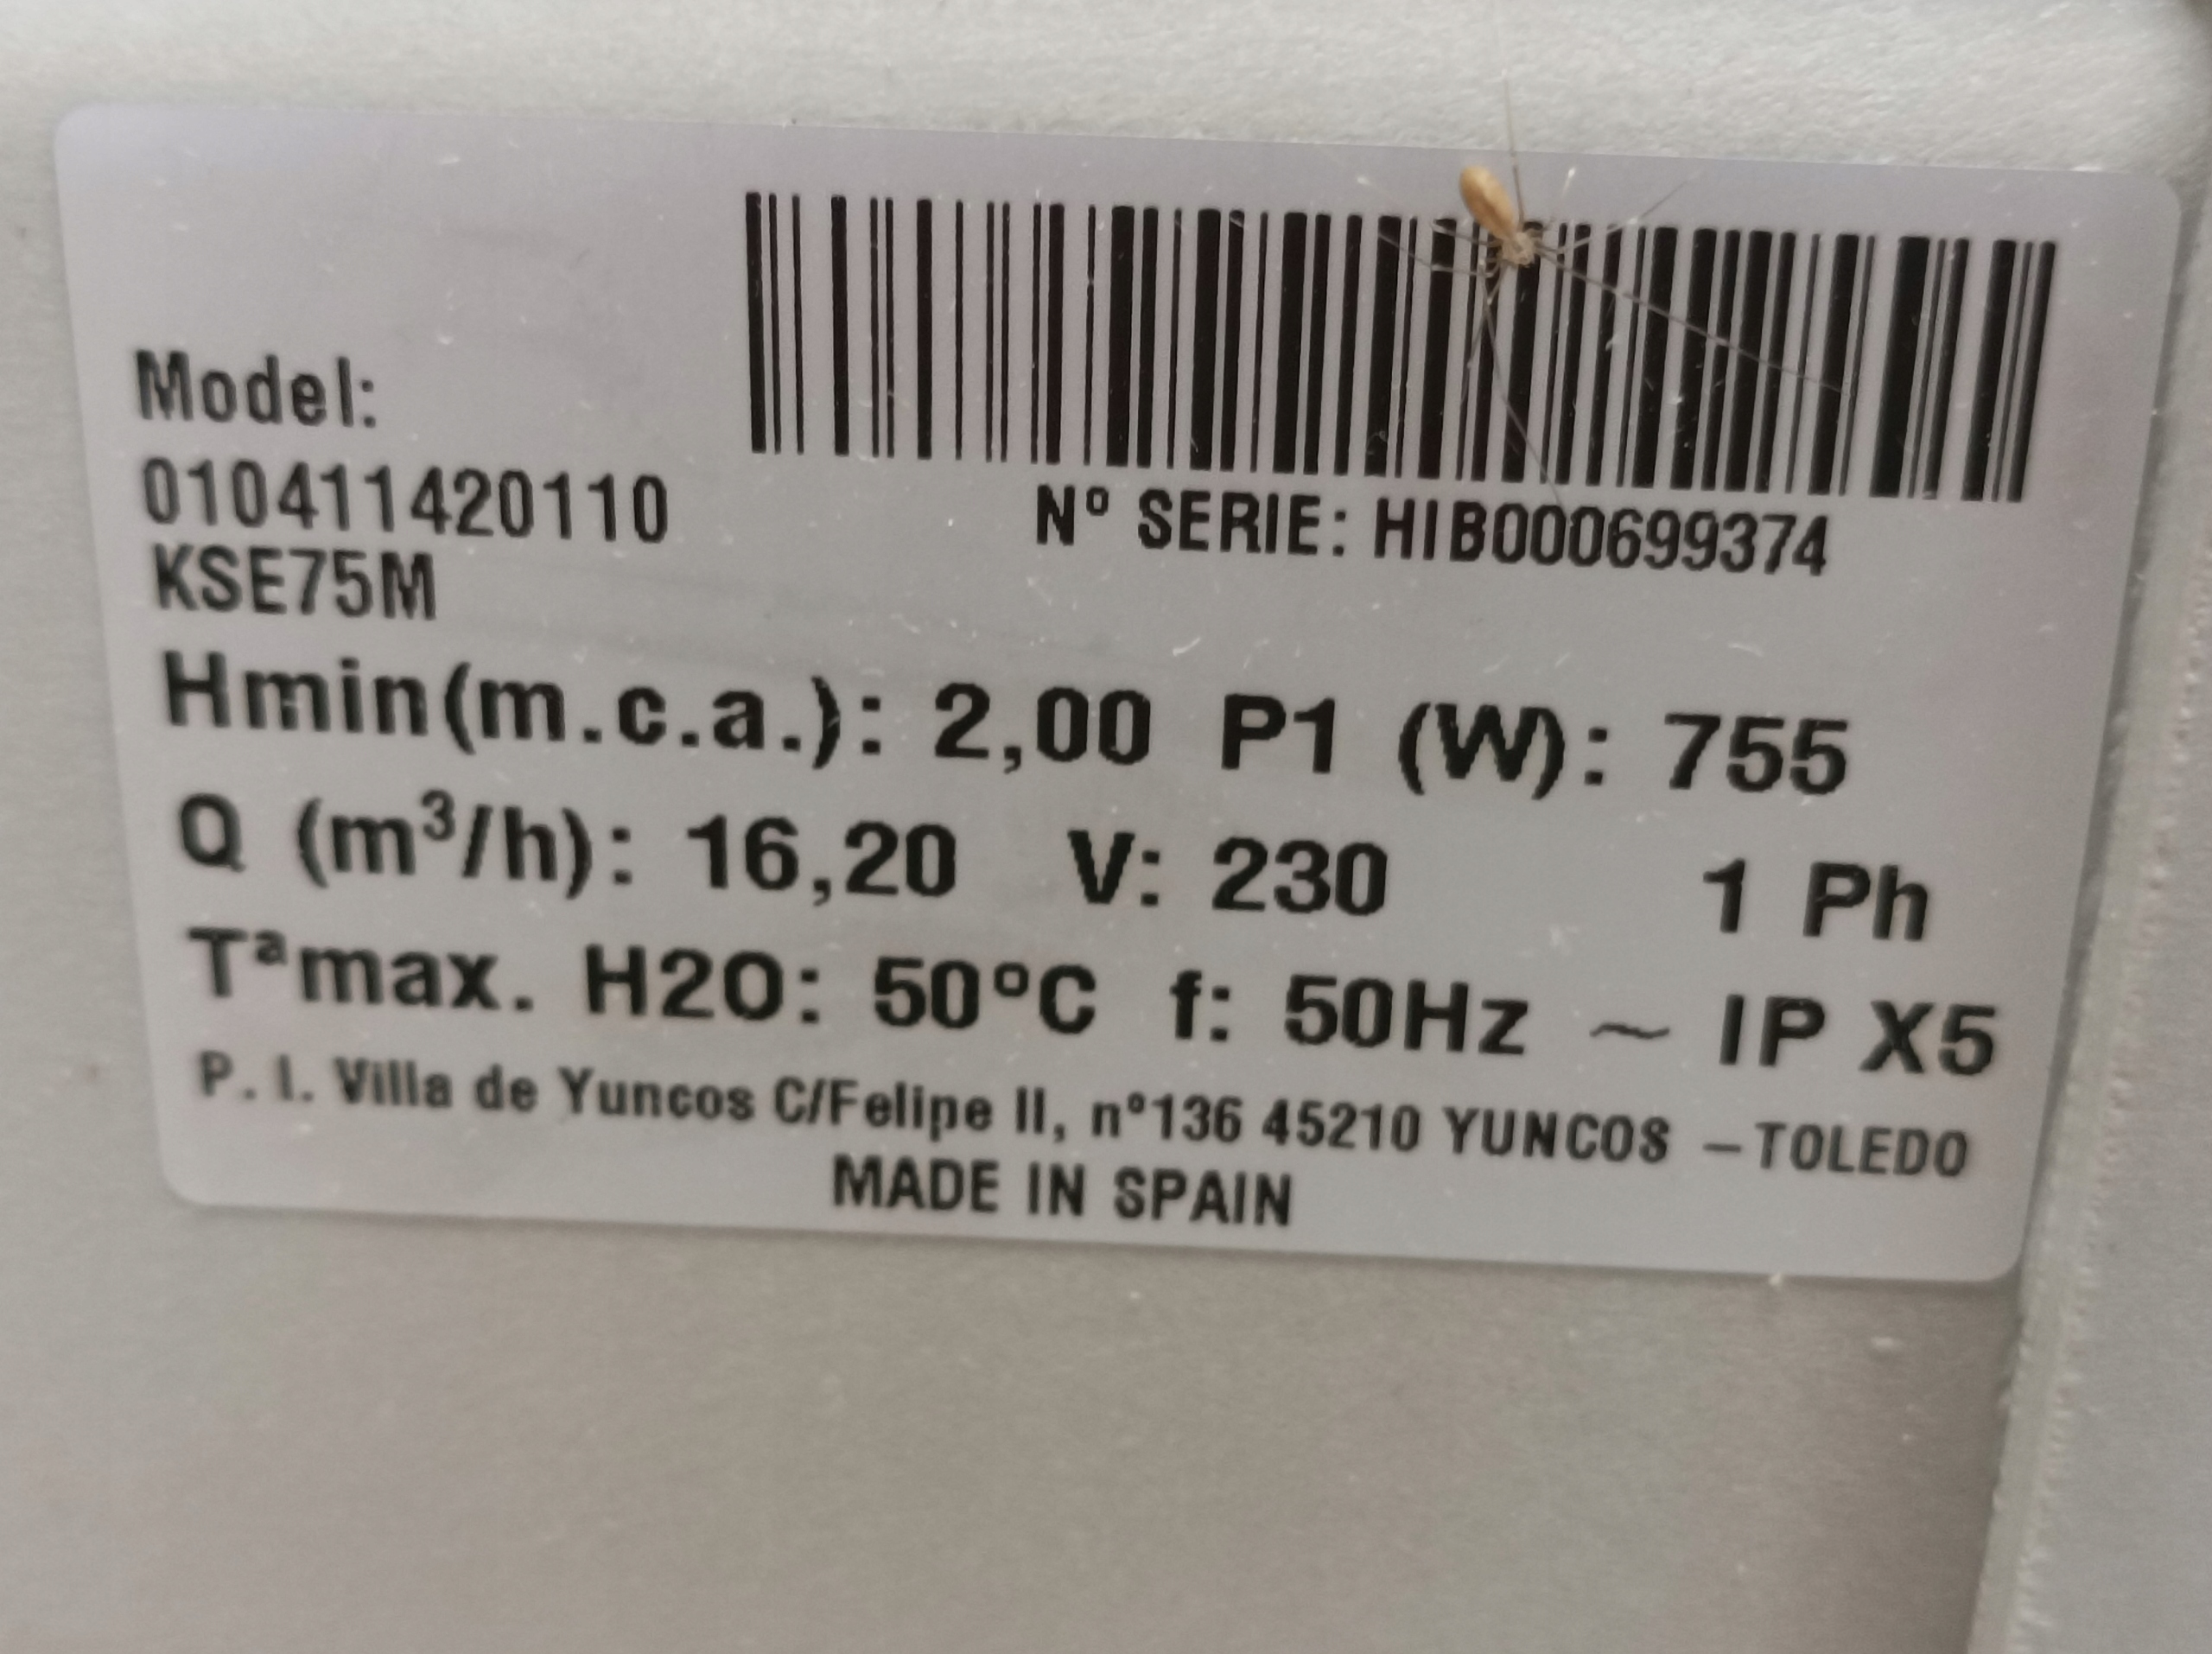 Model:
010411420110
KSE75M
Nº SERIE: HIB000699374
Hmin(m.c.a.): 2,00 P1 (W): 755
Q (m³/h): 16,20 V: 230 1 Ph
Tªmax. H2O: 50ºC f: 50Hz ~ IP X5
P. I. Villa de Yuncos C/Felipe II, nº136 45210 YUNCOS –TOLEDO
MADE IN SPAIN